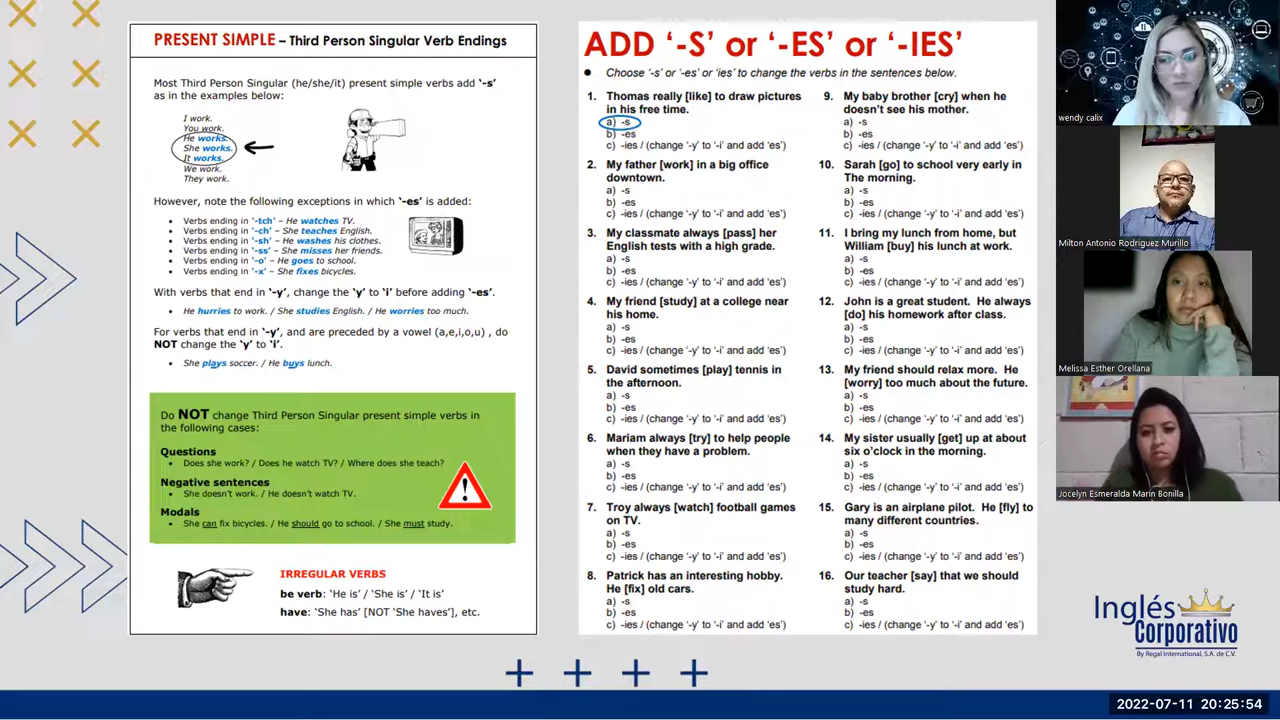 PRESENT SIMPLE – Third Person Singular Verb Endings
Most Third Person Singular (he/she/it) present simple verbs add '-s'
as in the examples below:
I work.
You work.
He works.
She works.
It works.
We work.
They work.
However, note the following exceptions in which '-es' is added:
• Verbs ending in '-tch' – He watches TV.
• Verbs ending in '-ch' – She teaches English.
• Verbs ending in '-sh' – He washes his clothes.
• Verbs ending in '-ss' – She misses her friends.
• Verbs ending in '-o' – He goes to school.
• Verbs ending in '-x' – She fixes bicycles.
With verbs that end in '-y', change the 'y' to 'i' before adding '-es'.
• He hurries to work. / She studies English. / He worries too much.
For verbs that end in '-y', and are preceded by a vowel (a,e,i,o,u) , do
NOT change the 'y' to 'i'.
• She plays soccer. / He buys lunch.
Do NOT change Third Person Singular present simple verbs in
the following cases:
Questions
• Does she work? / Does he watch TV? / Where does she teach?
Negative sentences
• She doesn't work. / He doesn't watch TV.
Modals
• She can fix bicycles. / He should go to school. / She must study.
IRREGULAR VERBS
be verb: 'He is' / 'She is' / 'It is'
have: 'She has' [NOT 'She haves'], etc.
ADD '-S' or '-ES' or '-IES'
• Choose '-s' or '-es' or 'ies' to change the verbs in the sentences below.
1. Thomas really [like] to draw pictures
in his free time.
a) -s
b) -es
c) -ies / (change '-y' to '-i' and add 'es')
2. My father [work] in a big office
downtown.
a) -s
b) -es
c) -ies / (change '-y' to '-i' and add 'es')
3. My classmate always [pass] her
English tests with a high grade.
a) -s
b) -es
c) -ies / (change '-y' to '-i' and add 'es')
4. My friend [study] at a college near
his home.
a) -s
b) -es
c) -ies / (change '-y' to '-i' and add 'es')
5. David sometimes [play] tennis in
the afternoon.
a) -s
b) -es
c) -ies / (change '-y' to '-i' and add 'es')
6. Mariam always [try] to help people
when they have a problem.
a) -s
b) -es
c) -ies / (change '-y' to '-i' and add 'es')
7. Troy always [watch] football games
on TV.
a) -s
b) -es
c) -ies / (change '-y' to '-i' and add 'es')
8. Patrick has an interesting hobby.
He [fix] old cars.
a) -s
b) -es
c) -ies / (change '-y' to '-i' and add 'es')
9. My baby brother [cry] when he
doesn't see his mother.
a) -s
b) -es
c) -ies / (change '-y' to '-i' and add 'es')
10. Sarah [go] to school very early in
The morning.
a) -s
b) -es
c) -ies / (change '-y' to '-i' and add 'es')
11. I bring my lunch from home, but
William [buy] his lunch at work.
a) -s
b) -es
c) -ies / (change '-y' to '-i' and add 'es')
12. John is a great student. He always
[do] his homework after class.
a) -s
b) -es
c) -ies / (change '-y' to '-i' and add 'es')
13. My friend should relax more. He
[worry] too much about the future.
a) -s
b) -es
c) -ies / (change '-y' to '-i' and add 'es')
14. My sister usually [get] up at about
six o'clock in the morning.
a) -s
b) -es
c) -ies / (change '-y' to '-i' and add 'es')
15. Gary is an airplane pilot. He [fly] to
many different countries.
a) -s
b) -es
c) -ies / (change '-y' to '-i' and add 'es')
16. Our teacher [say] that we should
study hard.
a) -s
b) -es
c) -ies / (change '-y' to '-i' and add 'es')
wendy calix
Milton Antonio Rodriguez Murillo
Melissa Esther Orellana
Jocelyn Esmeralda Marin Bonilla
Inglés
Corporativo
By Regal International, S.A. de C.V.
2022-07-11 20:25:54